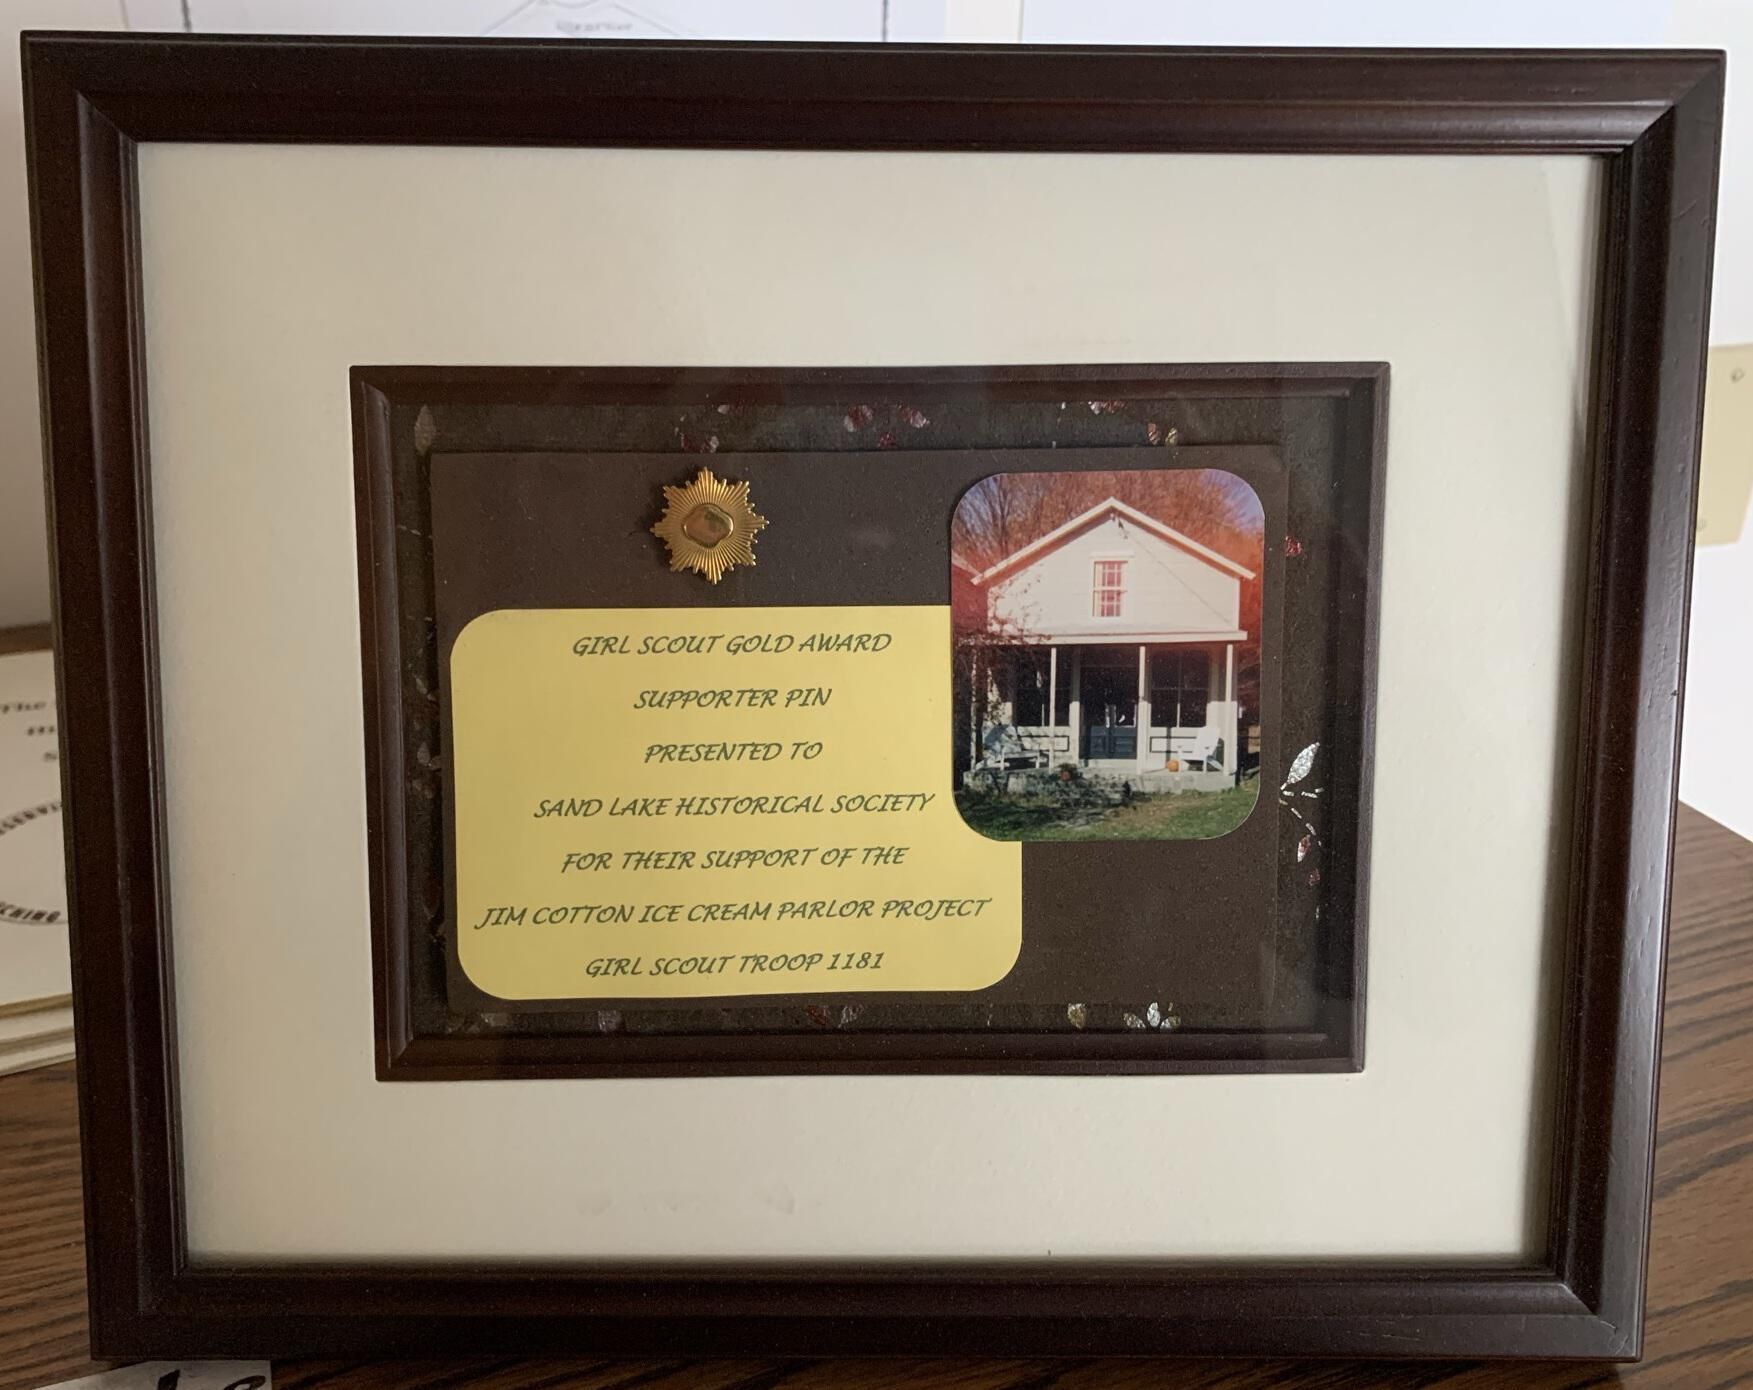 GIRL SCOUT GOLD AWARD
SUPPORTER PIN
PRESENTED TO
SAND LAKE HISTORICAL SOCIETY
FOR THEIR SUPPORT OF THE
JIM COTTON ICE CREAM PARLOR PROJECT
GIRL SCOUT TROOP 1181
The